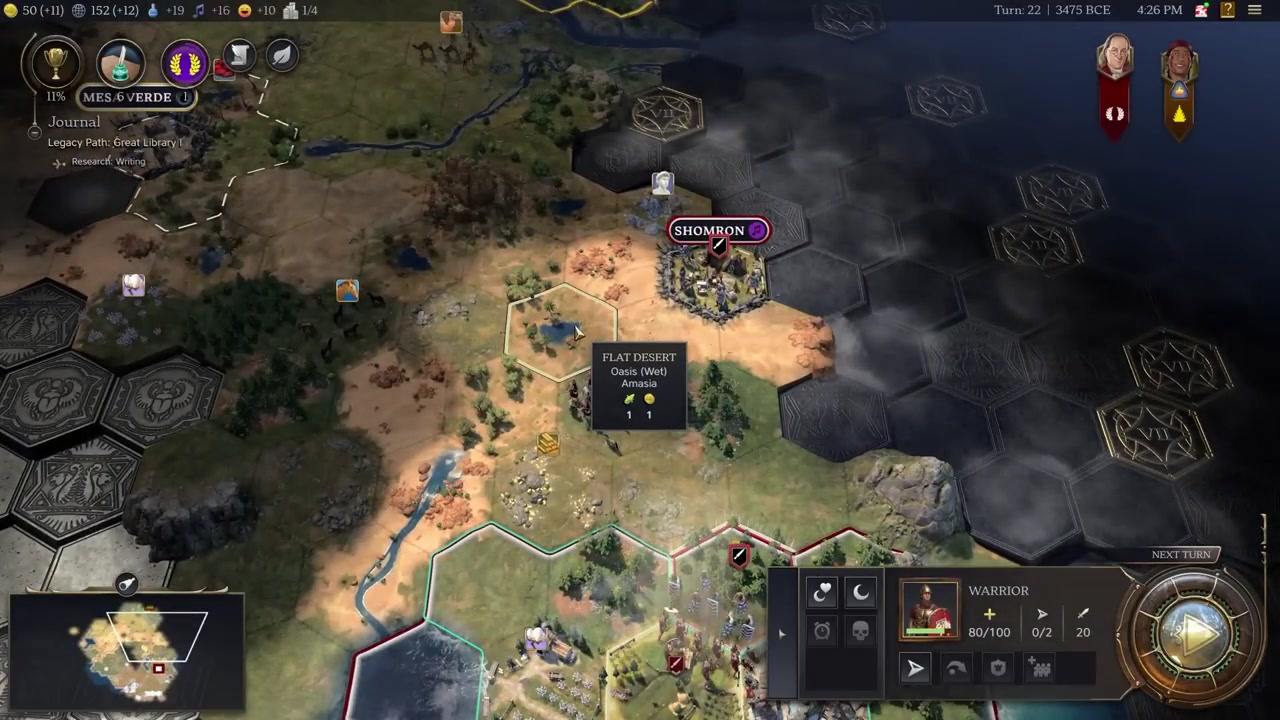 50 (+11) 152 (+12) +19 +16 +10 1/4
Turn: 22 | 3475 BCE 4:26 PM
11% 6
MESA VERDE 1
Journal
Legacy Path: Great Library I
Research: Writing
SHOMRON
FLAT DESERT
Oasis (Wet)
Amasia
1 1
NEXT TURN
WARRIOR
80/100 0/2 20